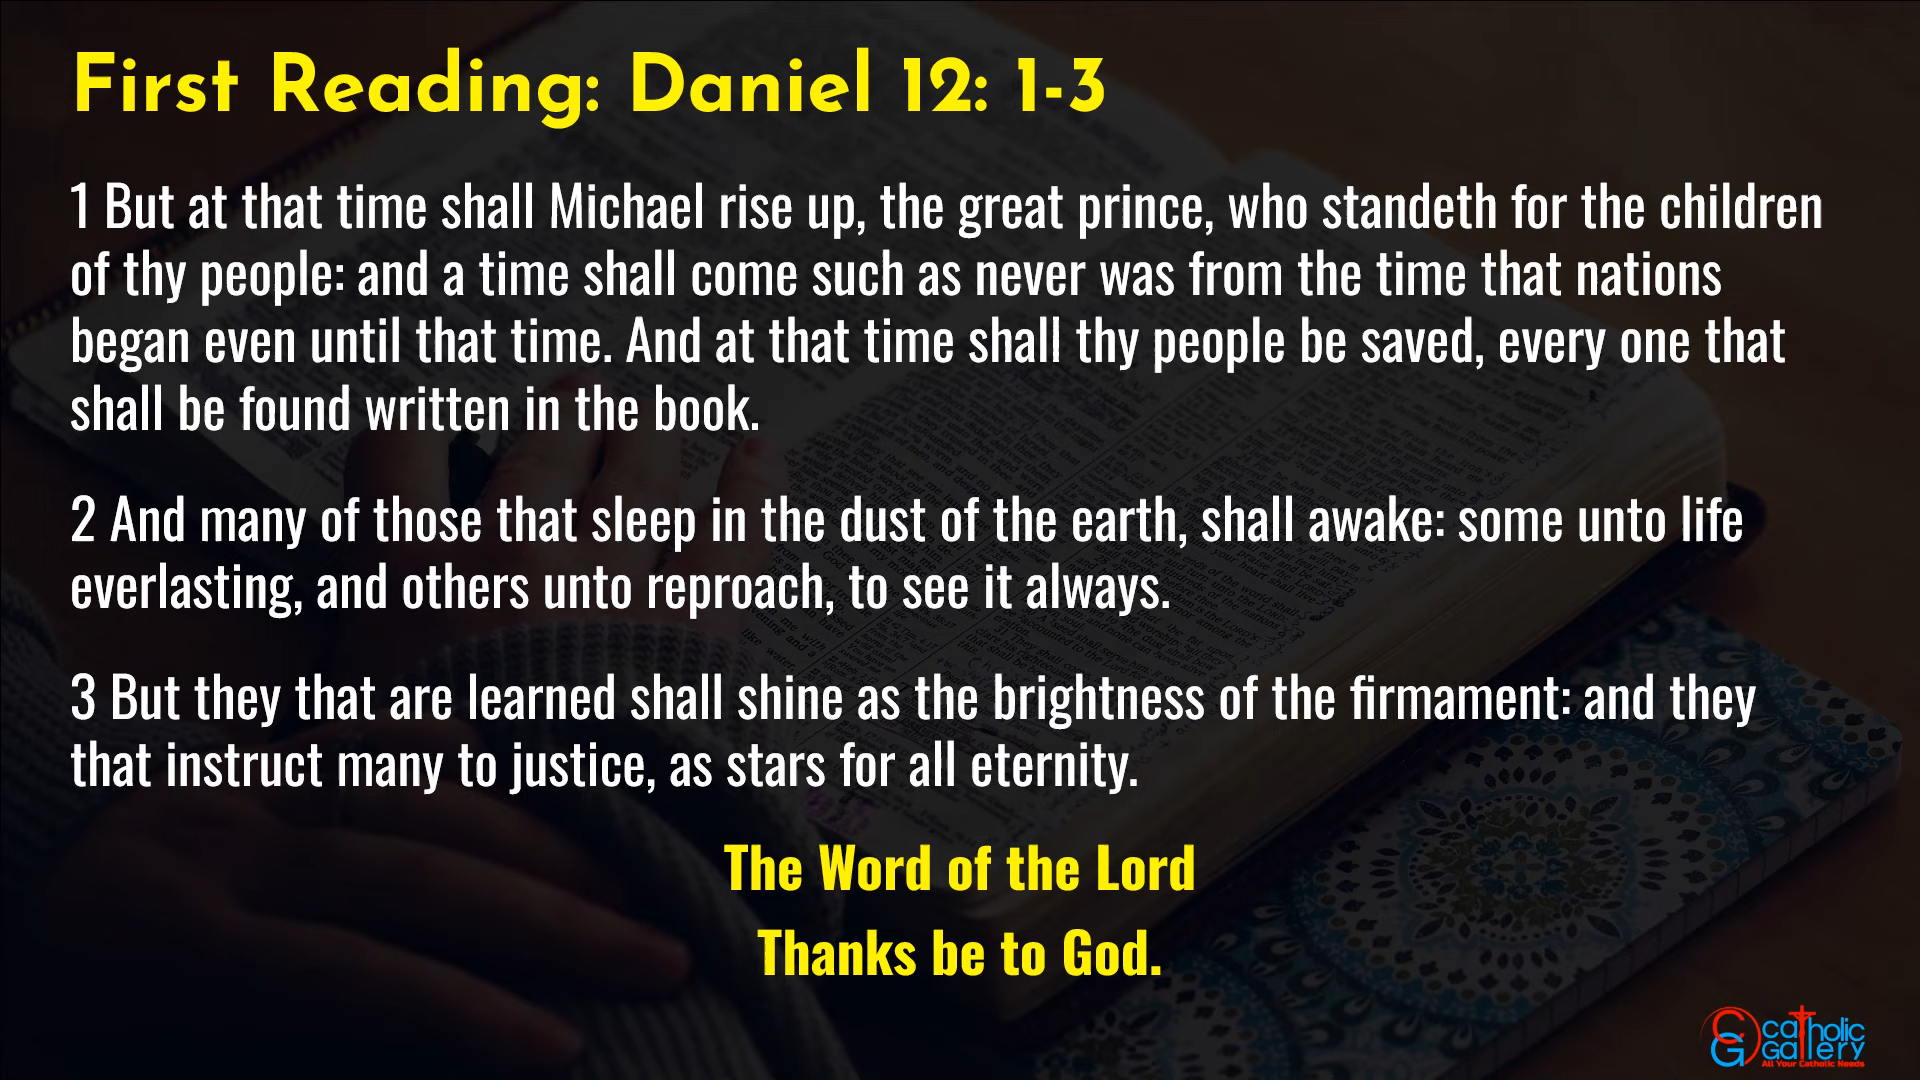 First Reading: Daniel 12: 1-3
1 But at that time shall Michael rise up, the great prince, who standeth for the children
of thy people: and a time shall come such as never was from the time that nations
began even until that time. And at that time shall thy people be saved, every one that
shall be found written in the book.
2 And many of those that sleep in the dust of the earth, shall awake: some unto life
everlasting, and others unto reproach, to see it always.
3 But they that are learned shall shine as the brightness of the firmament: and they
that instruct many to justice, as stars for all eternity.
The Word of the Lord
Thanks be to God.
CG
catholic
Gallery
All Your Catholic Needs